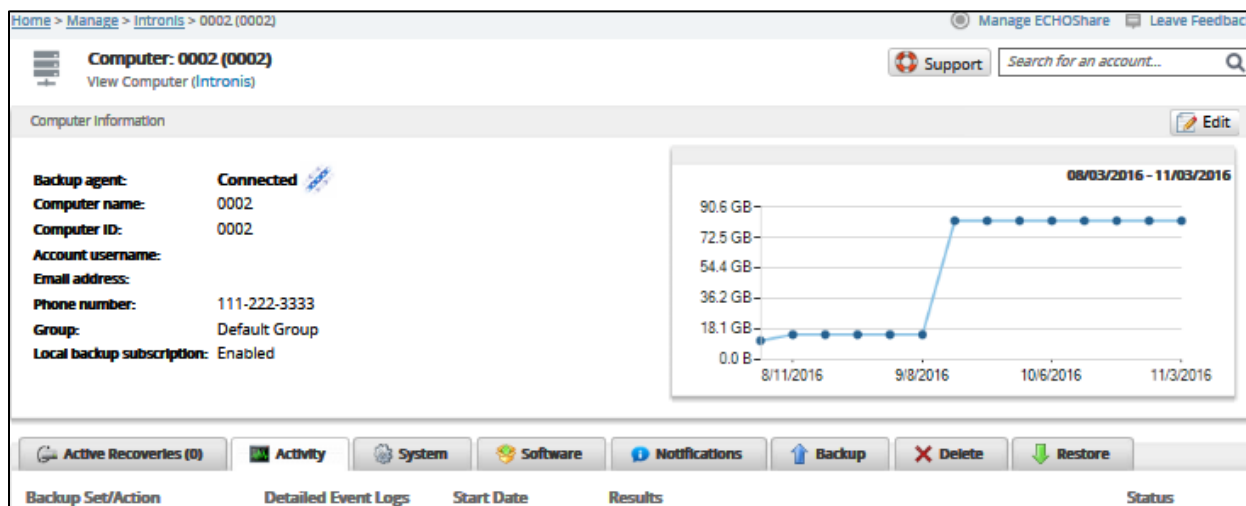 Home > Manage > Intronis > 0002 (0002) Manage ECHOShare Leave Feedbac
Computer: 0002 (0002)
View Computer (Intronis)
Support Search for an account...
Computer Information Edit
Backup agent: Connected
Computer name: 0002
Computer ID: 0002
Account username:
Email address:
Phone number: 111-222-3333
Group: Default Group
Local backup subscription: Enabled
08/03/2016 - 11/03/2016
90.6 GB
72.5 GB
54.4 GB
36.2 GB
18.1 GB
0.0 B
8/11/2016 9/8/2016 10/6/2016 11/3/2016
Active Recoveries (0) Activity System Software Notifications Backup Delete Restore
Backup Set/Action Detailed Event Logs Start Date Results Status